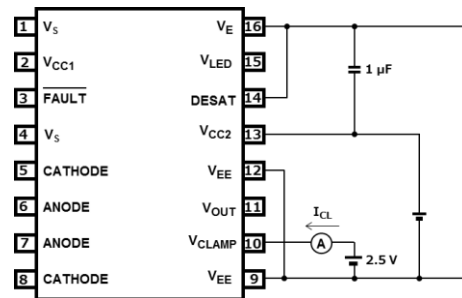 1 VS VE 16
2 VCC1 VLED 15
1 µF
3 FAULT DESAT 14
4 VS VCC2 13
5 CATHODE VEE 12
6 ANODE VOUT 11
ICL
7 ANODE VCLAMP 10 A
2.5 V
8 CATHODE VEE 9